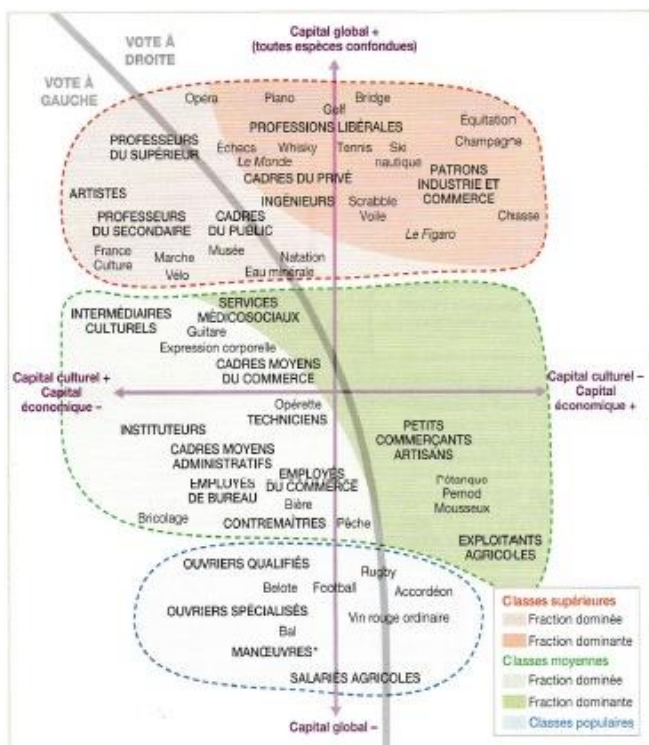 Capital global +
(toutes espèces confondues)
VOTE À
DROITE
VOTE À
GAUCHE
Opéra
Piano
Bridge
Golf
PROFESSIONS LIBÉRALES
Équitation
Champagne
PROFESSEURS
DU SUPÉRIEUR
Échecs
Whisky
Tennis
Ski
nautique
Le Monde
CADRES DU PRIVÉ
PATRONS
INDUSTRIE ET
COMMERCE
ARTISTES
INGÉNIEURS
Scrabble
Voile
Chasse
PROFESSEURS
DU SECONDAIRE
CADRES
DU PUBLIC
Le Figaro
France
Culture
Marche
Vélo
Musée
Natation
Eau minérale
INTERMÉDIAIRES
CULTURELS
SERVICES
MÉDICOSOCIAUX
Guitare
Expression corporelle
CADRES MOYENS
DU COMMERCE
Capital culturel +
Capital
économique –
Capital culturel –
Capital
économique +
Opérette
TECHNICIENS
INSTITUTEURS
PETITS
COMMERÇANTS
ARTISANS
CADRES MOYENS
ADMINISTRATIFS
EMPLOYÉS
DU COMMERCE
EMPLOYÉS
DE BUREAU
Pétanque
Pernod
Mousseux
Bière
Bricolage
CONTREMAÎTRES
Pêche
EXPLOITANTS
AGRICOLES
OUVRIERS QUALIFIÉS
Rugby
Belote
Football
Accordéon
OUVRIERS SPÉCIALISÉS
Vin rouge ordinaire
Bal
MANŒUVRES*
SALARIÉS AGRICOLES
Capital global –
Classes supérieures
Fraction dominée
Fraction dominante
Classes moyennes
Fraction dominée
Fraction dominante
Classes populaires